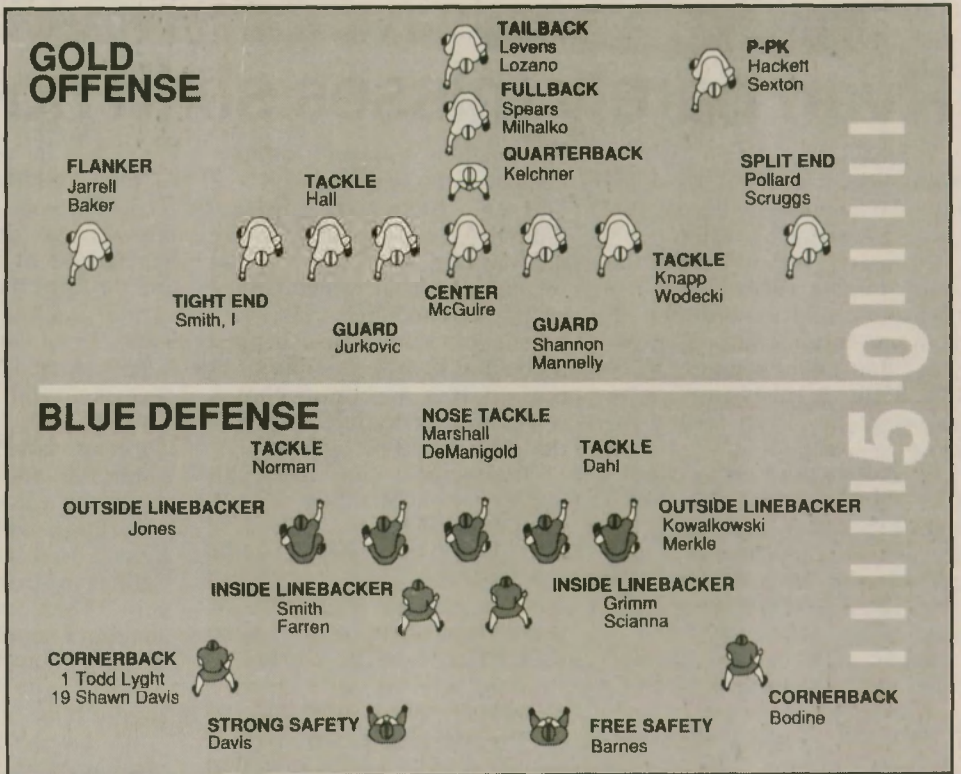 GOLD
OFFENSE
TAILBACK
Levens
Lozano
P-PK
Hackett
Sexton
FULLBACK
Spears
Milhalko
QUARTERBACK
Kelchner
FLANKER
Jarrell
Baker
TACKLE
Hall
SPLIT END
Pollard
Scruggs
TIGHT END
Smith, I
GUARD
Jurkovic
CENTER
McGuire
GUARD
Shannon
Mannelly
TACKLE
Knapp
Wodecki
50
BLUE DEFENSE
TACKLE
Norman
NOSE TACKLE
Marshall
DeManigold
TACKLE
Dahl
OUTSIDE LINEBACKER
Jones
OUTSIDE LINEBACKER
Kowalkowski
Merkle
INSIDE LINEBACKER
Smith
Farren
INSIDE LINEBACKER
Grimm
Scianna
CORNERBACK
1 Todd Lyght
19 Shawn Davis
CORNERBACK
Bodine
STRONG SAFETY
Davis
FREE SAFETY
Barnes